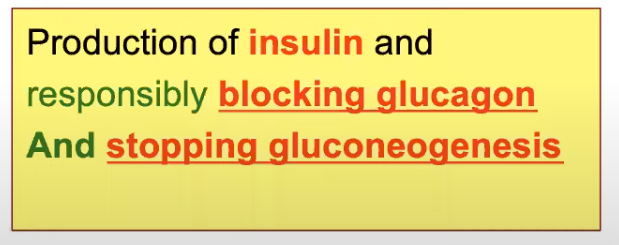 Production of insulin and
responsibly blocking glucagon
And stopping gluconeogenesis